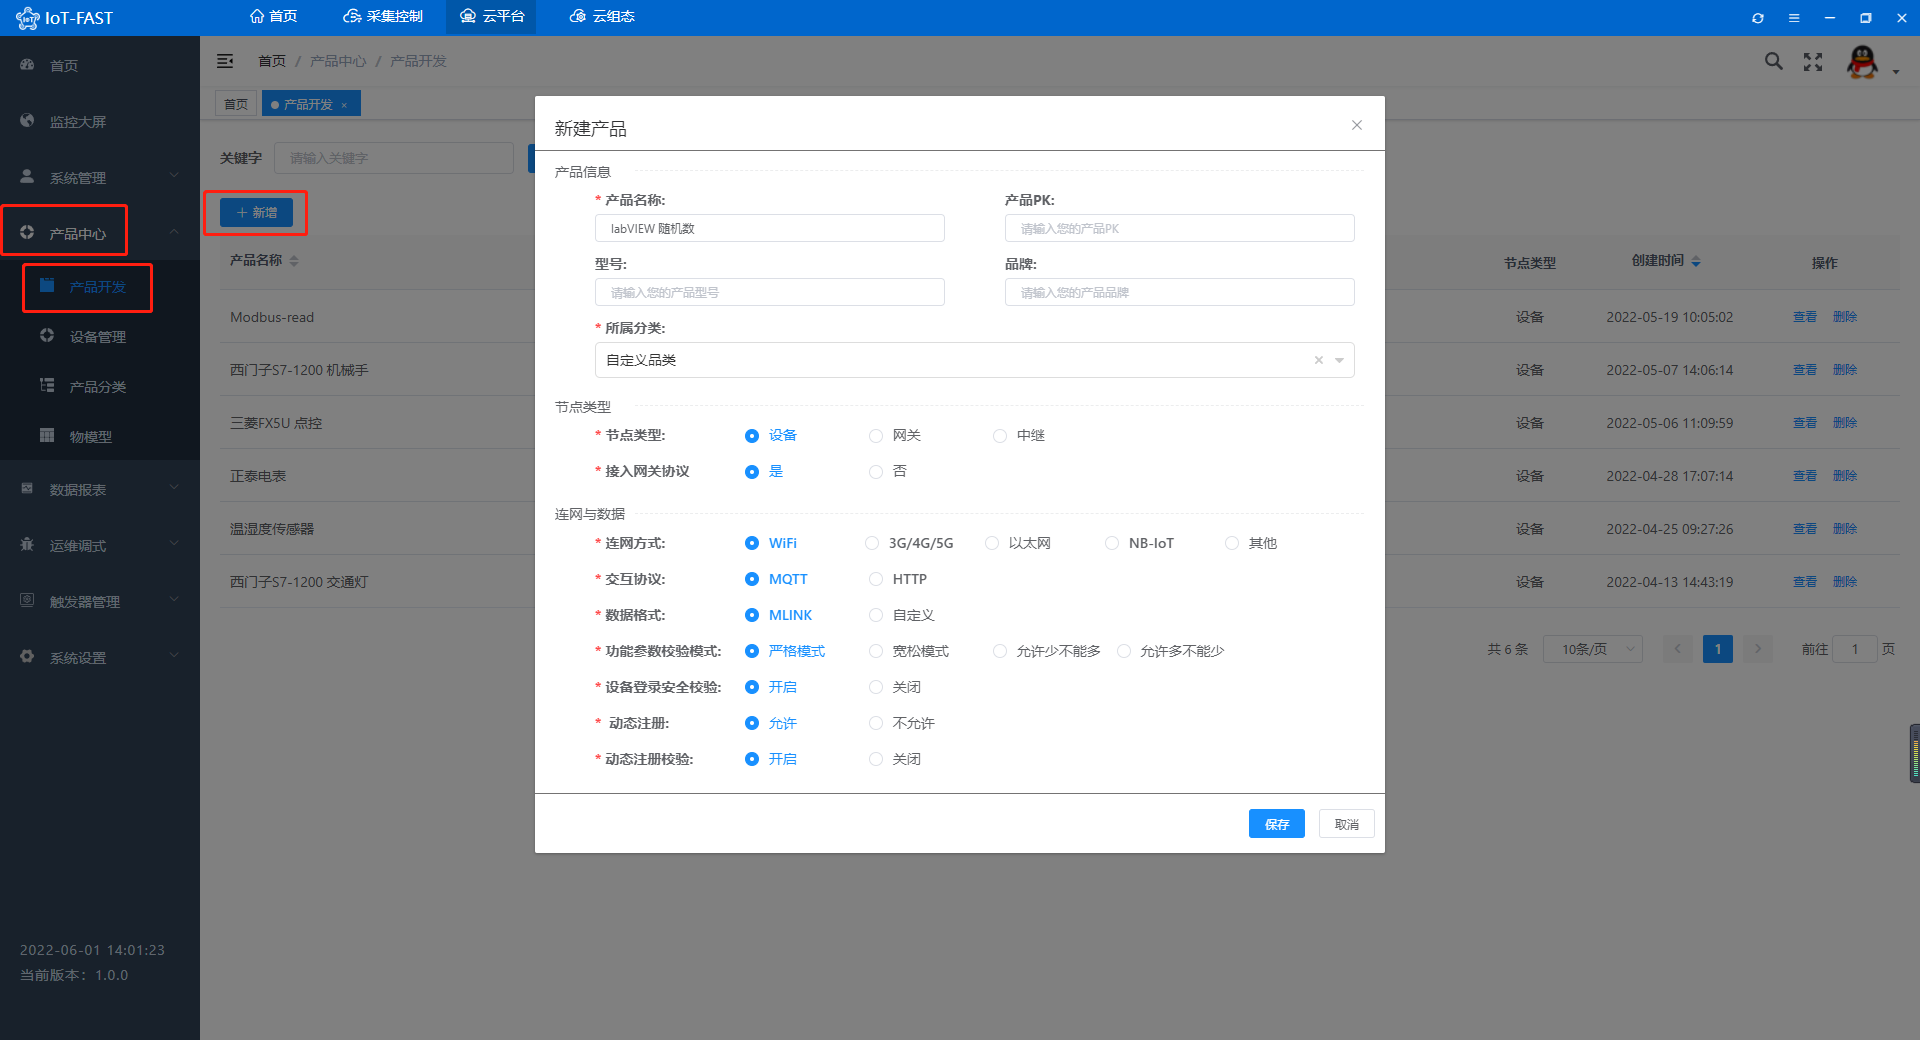 IoT-FAST
首页
采集控制
云平台
云组态
首页
监控大屏
系统管理
产品中心
产品开发
设备管理
产品分类
物模型
数据报表
运维调式
触发器管理
系统设置
2022-06-01 14:01:23
当前版本：1.0.0
首页 / 产品中心 / 产品开发
首页
产品开发 ×
关键字
请输入关键字
+ 新增
产品名称
节点类型
创建时间
操作
Modbus-read
设备
2022-05-19 10:05:02
查看 删除
西门子S7-1200 机械手
设备
2022-05-07 14:06:14
查看 删除
三菱FX5U 点控
设备
2022-05-06 11:09:59
查看 删除
正泰电表
设备
2022-04-28 17:07:14
查看 删除
温湿度传感器
设备
2022-04-25 09:27:26
查看 删除
西门子S7-1200 交通灯
设备
2022-04-13 14:43:19
查看 删除
共 6 条
10条/页
1
前往 1 页
新建产品
产品信息
* 产品名称:
labVIEW 随机数
产品PK:
请输入您的产品PK
型号:
请输入您的产品型号
品牌:
请输入您的产品品牌
* 所属分类:
自定义品类
节点类型
* 节点类型: 设备 网关 中继
* 接入网关协议 是 否
连网与数据
* 连网方式: WiFi 3G/4G/5G 以太网 NB-IoT 其他
* 交互协议: MQTT HTTP
* 数据格式: MLINK 自定义
* 功能参数校验模式: 严格模式 宽松模式 允许少不能多 允许多不能少
* 设备登录安全校验: 开启 关闭
* 动态注册: 允许 不允许
* 动态注册校验: 开启 关闭
保存
取消